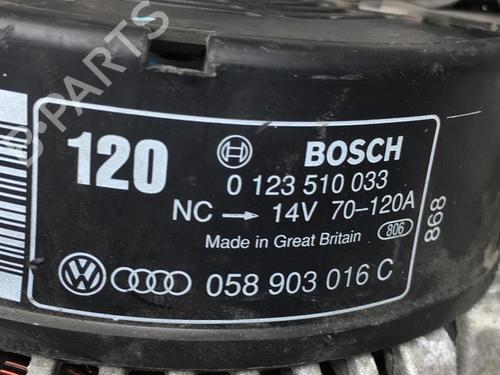 120
BOSCH
0 123 510 033
NC → 14V 70-120A
Made in Great Britain 806
058 903 016 C
868